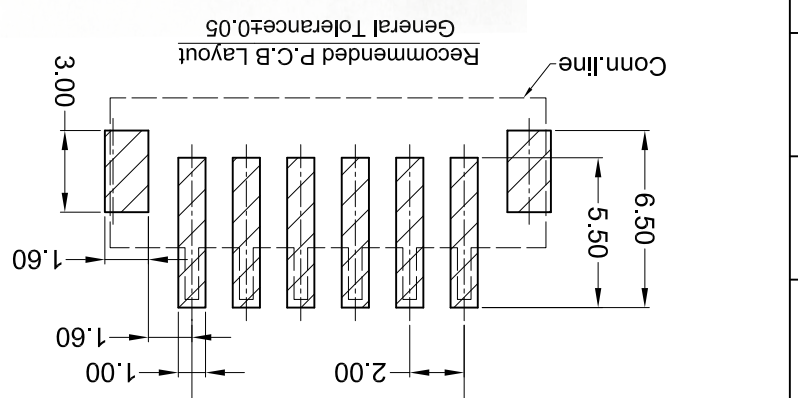 2.00
1.00
1.60
1.60
6.50
5.50
3.00
Conn.line
Recommended P.C.B Layout
General Tolerance±0.05